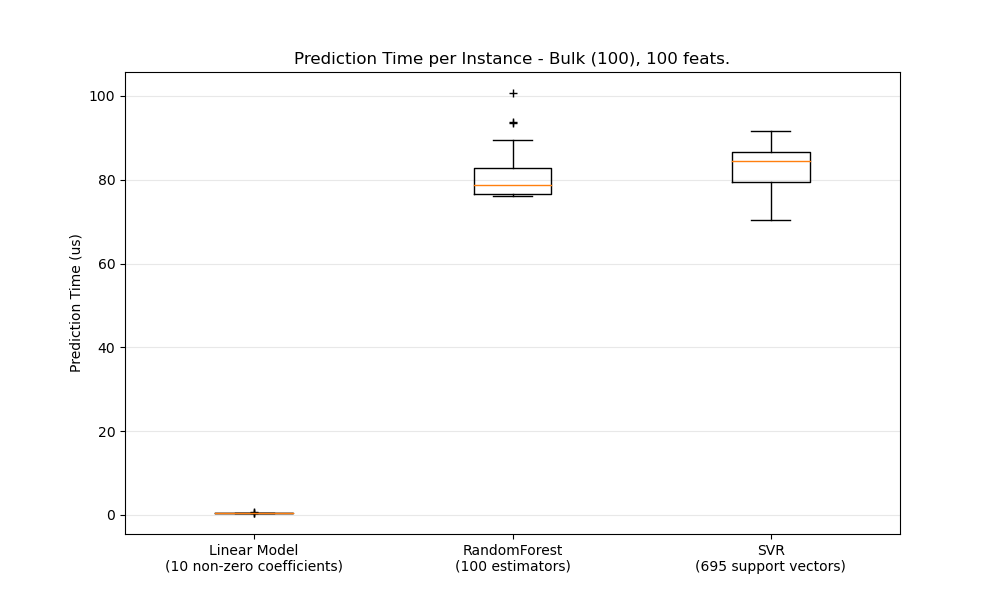 Prediction Time per Instance - Bulk (100), 100 feats.
Prediction Time (us)
100
80
60
40
20
0
Linear Model
(10 non-zero coefficients)
RandomForest
(100 estimators)
SVR
(695 support vectors)